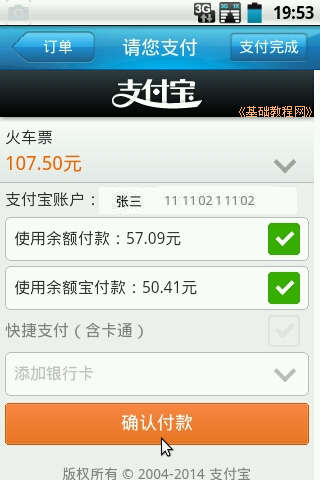 3G 19:53
订单 请您支付 支付完成
支付宝
《基础教程网》
火车票
107.50元
支付宝账户：张三 11 1102 1 1102
使用余额付款：57.09元
使用余额宝付款：50.41元
快捷支付（含卡通）
添加银行卡
确认付款
版权所有 © 2004-2014 支付宝